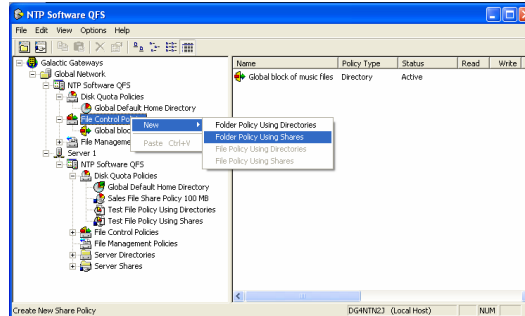 NTP Software QFS
File Edit View Options Help
Galactic Gateways
Global Network
NTP Software QFS
Disk Quota Policies
Global Default Home Directory
File Control Pol
Global bloc
File Manageme
Server 1
NTP Software QFS
Disk Quota Policies
Global Default Home Directory
Sales File Share Policy 100 MB
Test File Policy Using Directories
Test File Policy Using Shares
File Control Policies
File Management Policies
Server Directories
Server Shares
New
Paste Ctrl+V
Folder Policy Using Directories
Folder Policy Using Shares
File Policy Using Directories
File Policy Using Shares
Name Policy Type Status Read Write
Global block of music files Directory Active
Create New Share Policy DG4NTN2J (Local Host) NUM